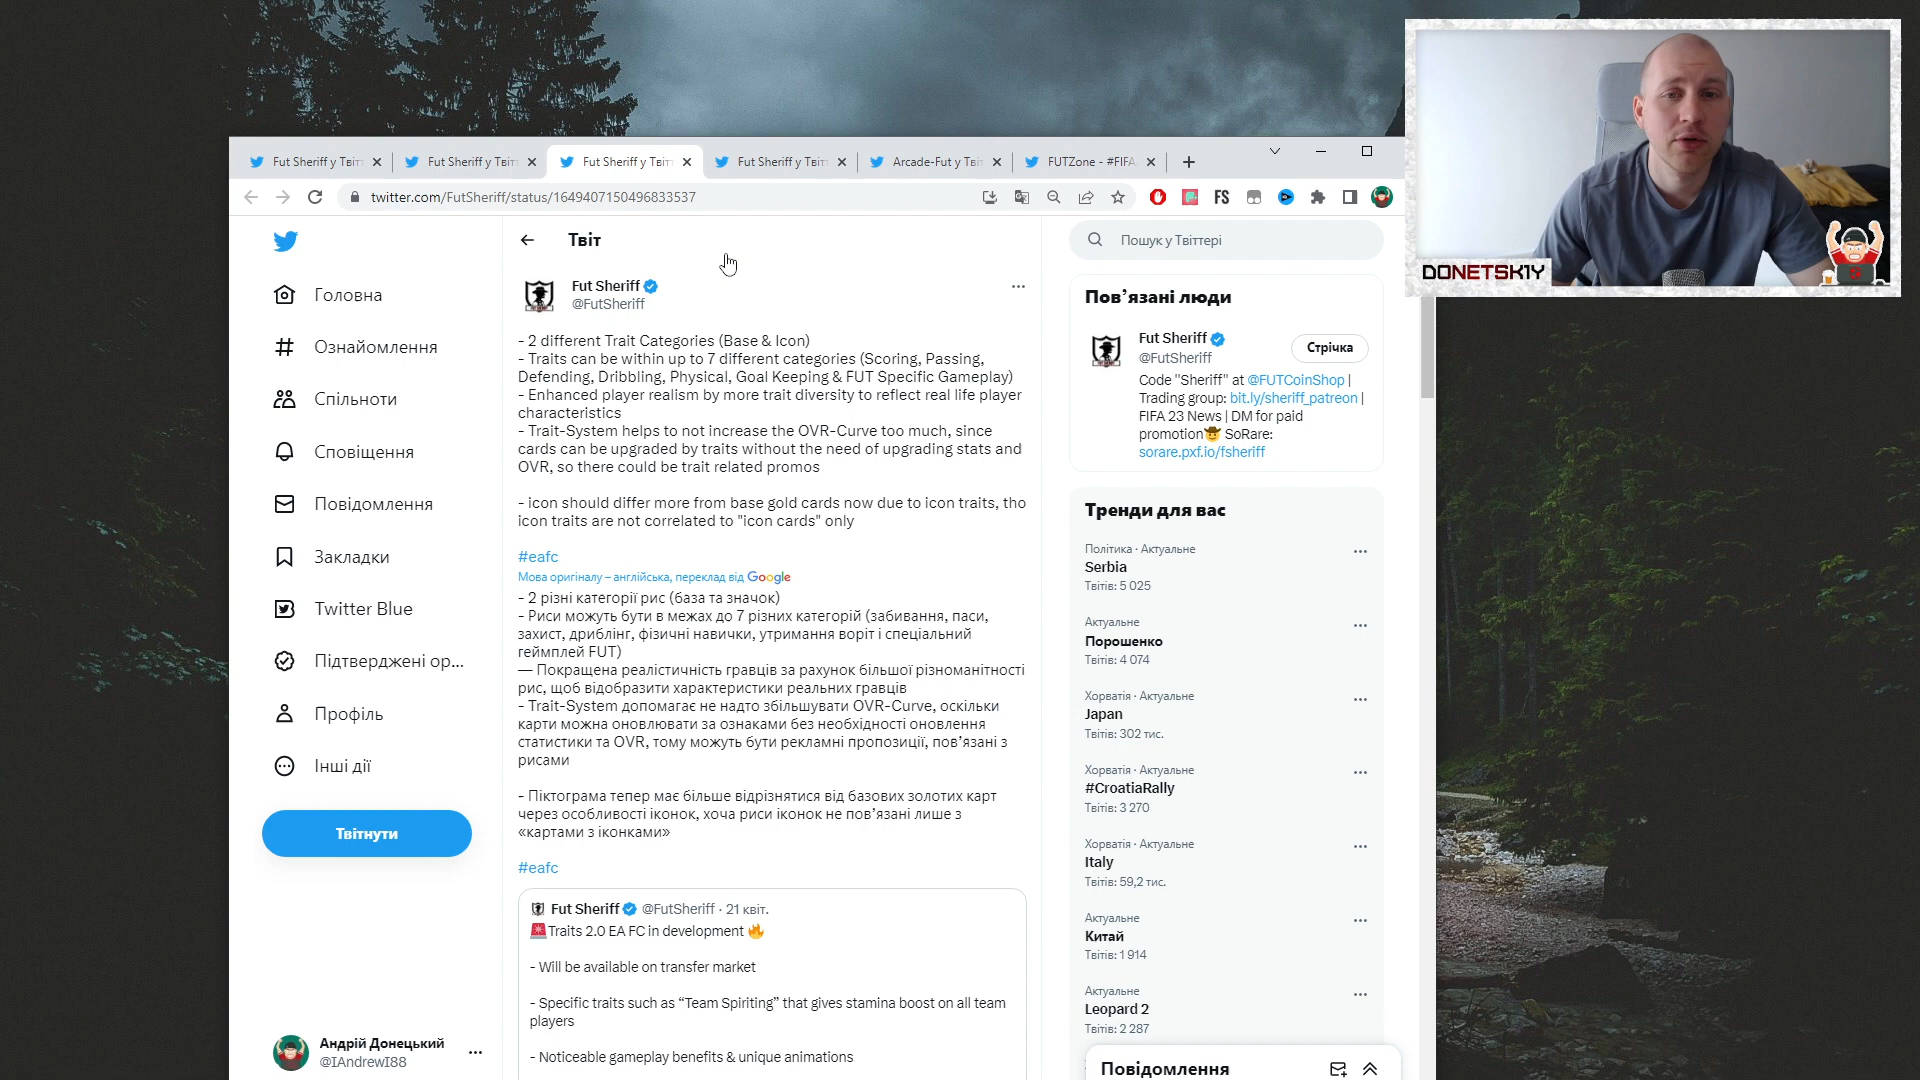 Fut Sheriff у Твіт
Fut Sheriff у Твіт
Fut Sheriff у Твіт
Fut Sheriff у Твіт
Arcade-Fut у Твіт
FUTZone - #FIFA
twitter.com/FutSheriff/status/1649407150496833537
FS
DONETSKIY
Головна
Ознайомлення
Спільноти
Сповіщення
Повідомлення
Закладки
Twitter Blue
Підтверджені ор...
Профіль
Інші дії
Твітнути
Андрій Донецький
@IAndrewI88
Твіт
Fut Sheriff
@FutSheriff
- 2 different Trait Categories (Base & Icon)
- Traits can be within up to 7 different categories (Scoring, Passing,
Defending, Dribbling, Physical, Goal Keeping & FUT Specific Gameplay)
- Enhanced player realism by more trait diversity to reflect real life player
characteristics
- Trait-System helps to not increase the OVR-Curve too much, since
cards can be upgraded by traits without the need of upgrading stats and
OVR, so there could be trait related promos
- icon should differ more from base gold cards now due to icon traits, tho
icon traits are not correlated to "icon cards" only
#eafc
Мова оригіналу – англійська, переклад від Google
- 2 різні категорії рис (база та значок)
- Риси можуть бути в межах до 7 різних категорій (забивання, паси,
захист, дриблінг, фізичні навички, утримання воріт і спеціальний
геймплей FUT)
— Покращена реалістичність гравців за рахунок більшої різноманітності
рис, щоб відобразити характеристики реальних гравців
- Trait-System допомагає не надто збільшувати OVR-Curve, оскільки
карти можна оновлювати за ознаками без необхідності оновлення
статистики та OVR, тому можуть бути рекламні пропозиції, пов’язані з
рисами
- Піктограма тепер має більше відрізнятися від базових золотих карт
через особливості іконок, хоча риси іконок не пов’язані лише з
«картами з іконками»
#eafc
Fut Sheriff @FutSheriff · 21 квіт.
🚨Traits 2.0 EA FC in development 🔥
- Will be available on transfer market
- Specific traits such as “Team Spiriting” that gives stamina boost on all team
players
- Noticeable gameplay benefits & unique animations
Пошук у Твіттері
Пов’язані люди
Fut Sheriff
@FutSheriff
Стрічка
Code "Sheriff" at @FUTCoinShop |
Trading group: bit.ly/sheriff_patreon |
FIFA 23 News | DM for paid
promotion🤠 SoRare:
sorare.pxf.io/fsheriff
Тренди для вас
Політика · Актуальне
Serbia
Твітів: 5 025
Актуальне
Порошенко
Твітів: 4 074
Хорватія · Актуальне
Japan
Твітів: 302 тис.
Хорватія · Актуальне
#CroatiaRally
Твітів: 3 270
Хорватія · Актуальне
Italy
Твітів: 59,2 тис.
Актуальне
Китай
Твітів: 1 914
Актуальне
Leopard 2
Твітів: 2 287
Повідомлення